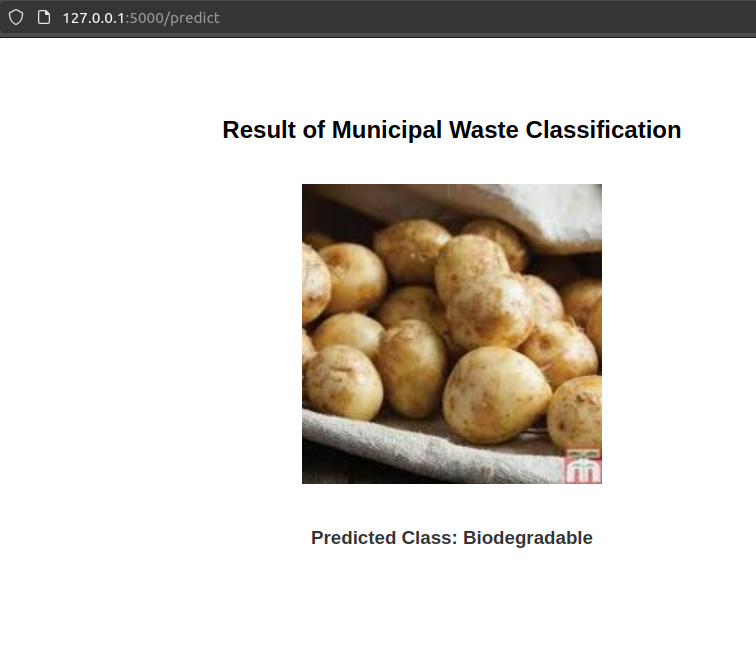 127.0.0.1:5000/predict
Result of Municipal Waste Classification
Predicted Class: Biodegradable